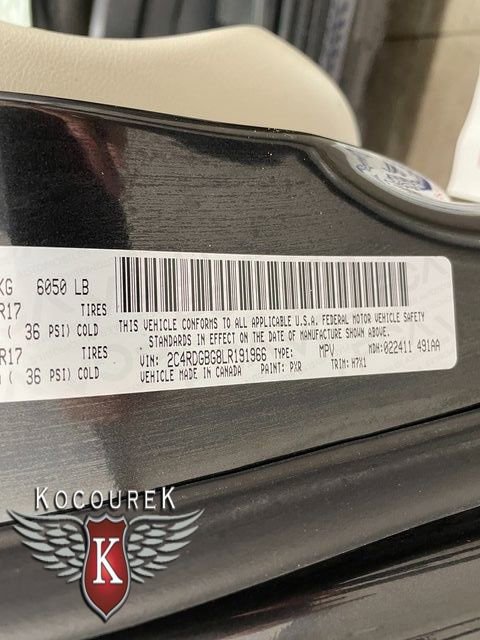 KG 6050 LB
R17 TIRES
( 36 PSI) COLD
R17 TIRES
( 36 PSI) COLD
THIS VEHICLE CONFORMS TO ALL APPLICABLE U.S.A. FEDERAL MOTOR VEHICLE SAFETY
STANDARDS IN EFFECT ON THE DATE OF MANUFACTURE SHOWN ABOVE.
VIN: 2C4RDGBG8LR191966 TYPE: MPV MDH: 022411 491AA
VEHICLE MADE IN CANADA PAINT: PXR TRIM: H7X1
KOCOUREK
K